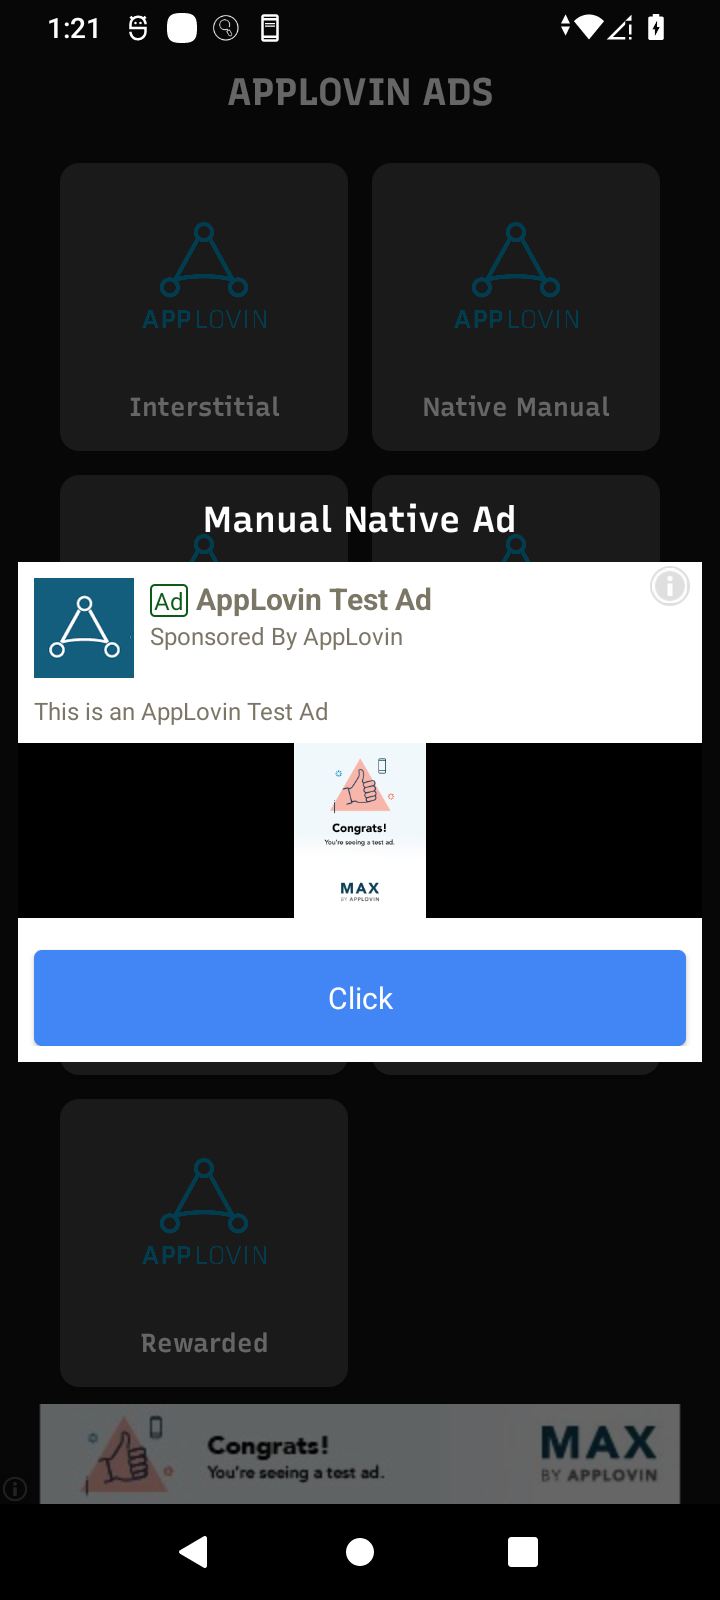 1:21
APPLOVIN ADS
APPLOVIN
APPLOVIN
Interstitial
Native Manual
Manual Native Ad
Ad AppLovin Test Ad
Sponsored By AppLovin
This is an AppLovin Test Ad
Congrats!
You're seeing a test ad.
MAX
BY APPLOVIN
Click
APPLOVIN
Rewarded
Congrats!
You're seeing a test ad.
MAX
BY APPLOVIN